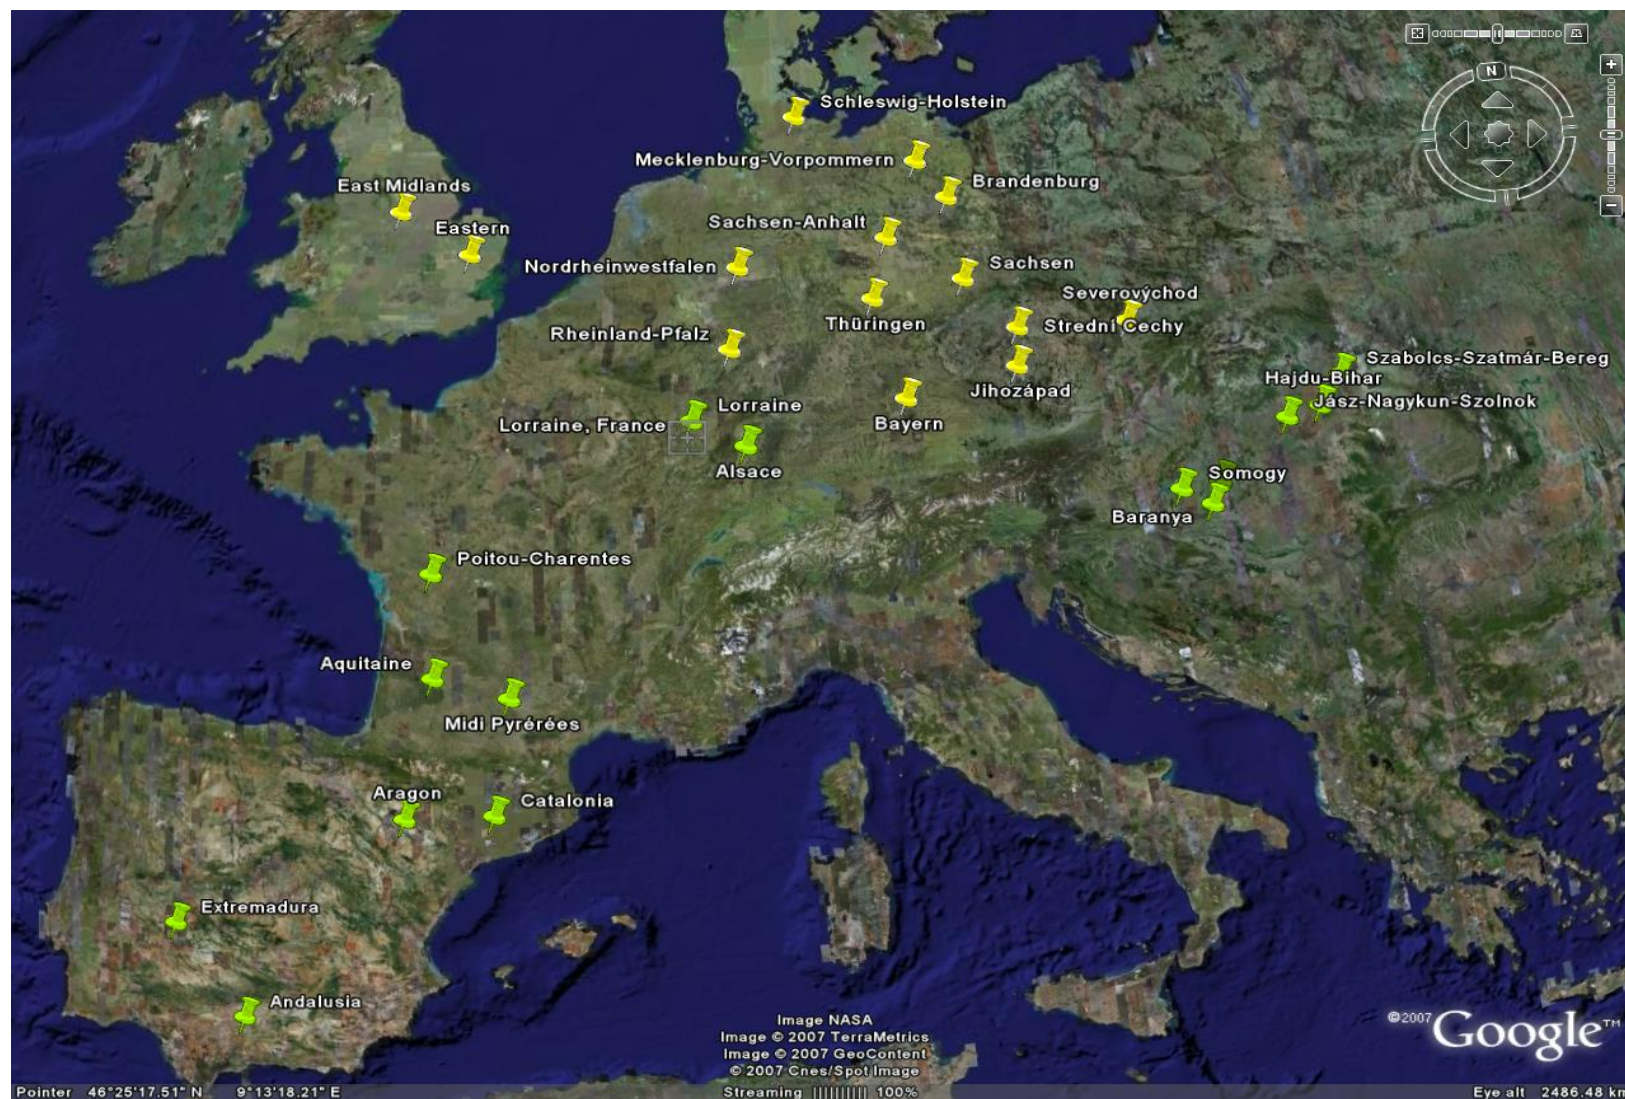 N
Schleswig-Holstein
Mecklenburg-Vorpommern
Brandenburg
East Midlands
Eastern
Sachsen-Anhalt
Nordrheinwestfalen
Sachsen
Severovýchod
Thüringen
Stredni Cechy
Rheinland-Pfalz
Szabolcs-Szatmár-Bereg
Hajdu-Bihar
Jihozápad
Jász-Nagykun-Szolnok
Lorraine
Lorraine, France
Bayern
Alsace
Somogy
Baranya
Poitou-Charentes
Aquitaine
Midi Pyrérées
Aragon
Catalonia
Extremadura
Andalusia
Image NASA
Image © 2007 TerraMetrics
Image © 2007 GeoContent
© 2007 Cnes/Spot Image
©2007 Google™
Pointer 46°25'17.51" N 9°13'18.21" E
Streaming |||||||||| 100%
Eye alt 2486.48 km